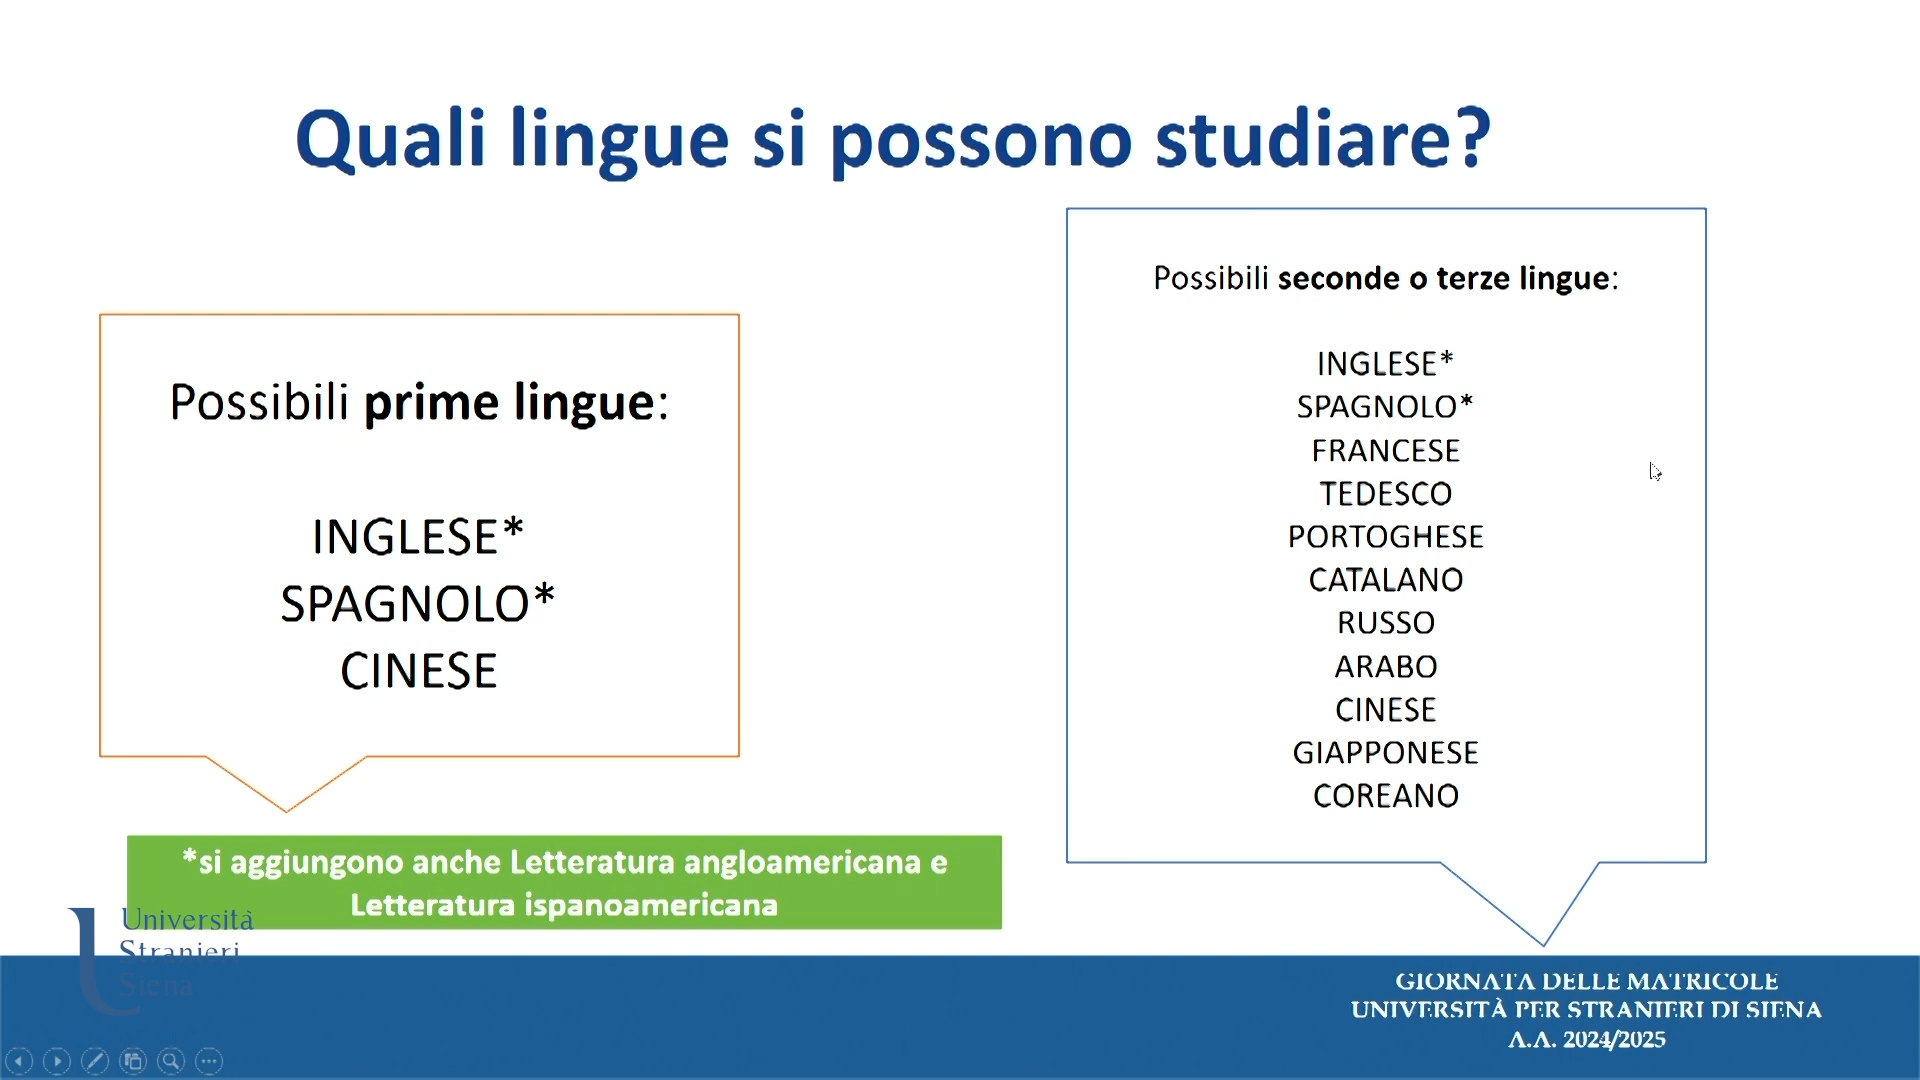 Quali lingue si possono studiare?
Possibili prime lingue:
INGLESE*
SPAGNOLO*
CINESE
*si aggiungono anche Letteratura angloamericana e
Letteratura ispanoamericana
Possibili seconde o terze lingue:
INGLESE*
SPAGNOLO*
FRANCESE
TEDESCO
PORTOGHESE
CATALANO
RUSSO
ARABO
CINESE
GIAPPONESE
COREANO
Università
Stranieri
Siena
GIORNATA DELLE MATRICOLE
UNIVERSITÀ PER STRANIERI DI SIENA
A.A. 2024/2025